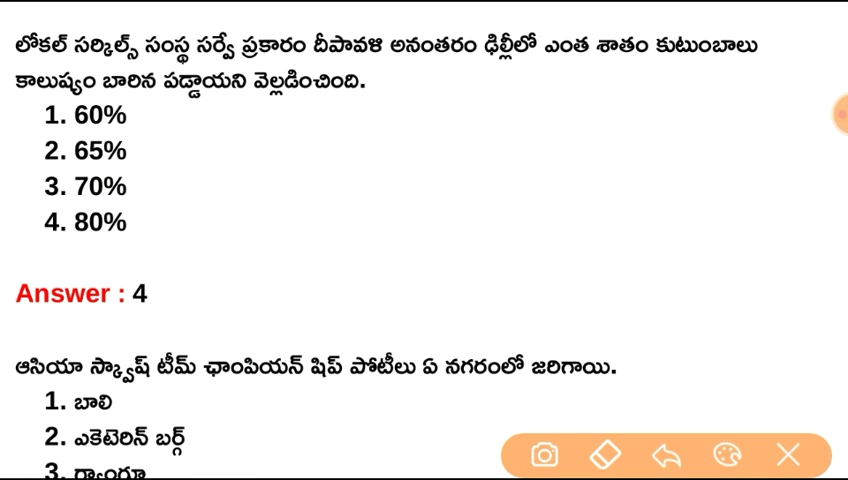 లోకల్ సర్కిల్స్ సంస్థ సర్వే ప్రకారం దీపావళి అనంతరం ఢిల్లీలో ఎంత శాతం కుటుంబాలు
కాలుష్యం బారిన పడ్డాయని వెల్లడించింది.
1. 60%
2. 65%
3. 70%
4. 80%
Answer : 4
ఆసియా స్క్వాష్ టీమ్ ఛాంపియన్ షిప్ పోటీలు ఏ నగరంలో జరిగాయి.
1. బాలి
2. ఎకెటెరిన్ బర్గ్
3.